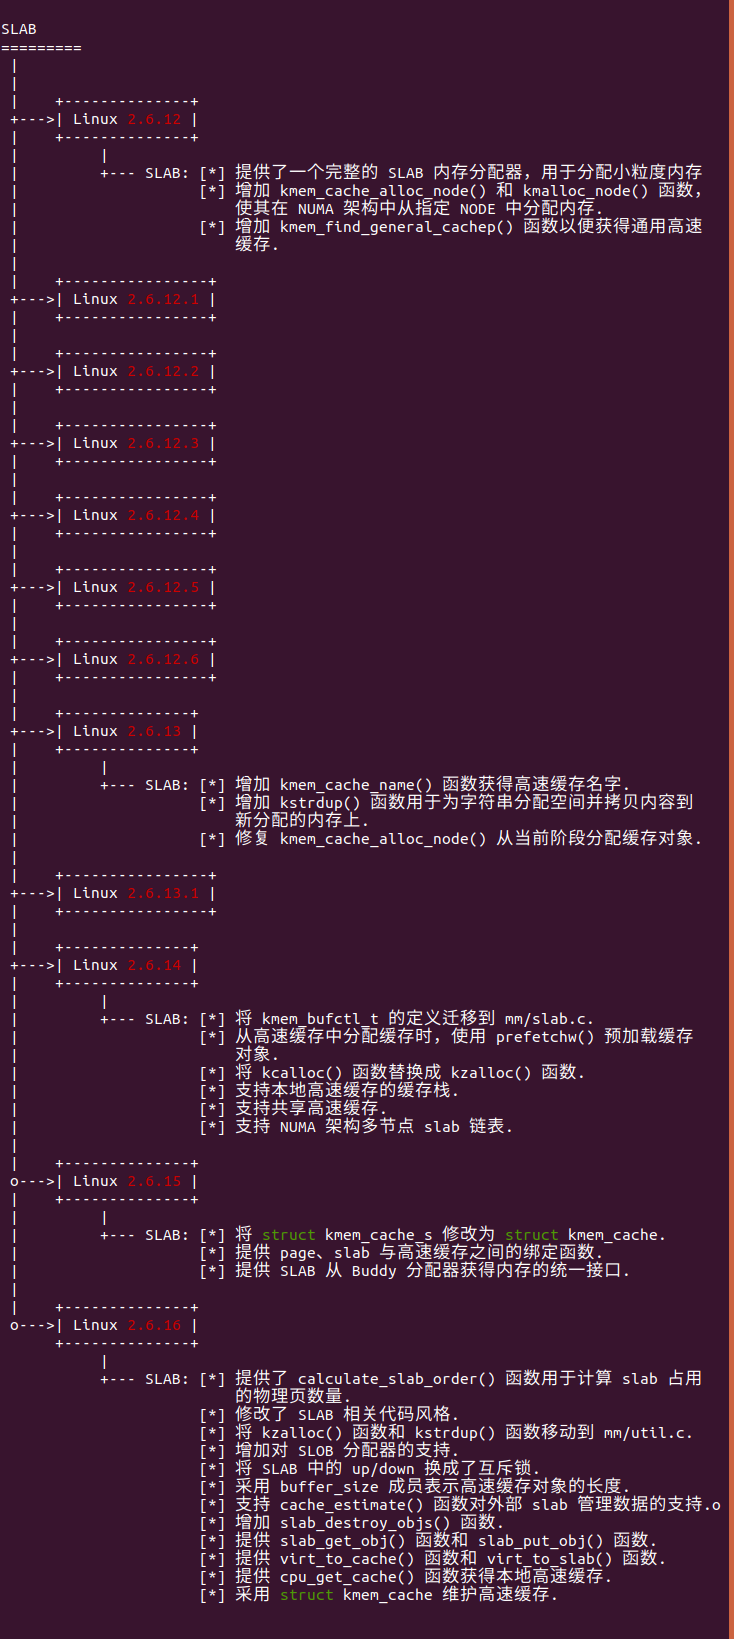 SLAB
=========
 |
 |
 |    +--------------+
 +--->| Linux 2.6.12 |
 |    +--------------+
 |         |
 |         +--- SLAB: [*] 提供了一个完整的 SLAB 内存分配器，用于分配小粒度内存
 |                    [*] 增加 kmem_cache_alloc_node() 和 kmalloc_node() 函数，
 |                        使其在 NUMA 架构中从指定 NODE 中分配内存.
 |                    [*] 增加 kmem_find_general_cachep() 函数以便获得通用高速
 |                        缓存.
 |
 |    +----------------+
 +--->| Linux 2.6.12.1 |
 |    +----------------+
 |
 |    +----------------+
 +--->| Linux 2.6.12.2 |
 |    +----------------+
 |
 |    +----------------+
 +--->| Linux 2.6.12.3 |
 |    +----------------+
 |
 |    +----------------+
 +--->| Linux 2.6.12.4 |
 |    +----------------+
 |
 |    +----------------+
 +--->| Linux 2.6.12.5 |
 |    +----------------+
 |
 |    +----------------+
 +--->| Linux 2.6.12.6 |
 |    +----------------+
 |
 |    +--------------+
 +--->| Linux 2.6.13 |
 |    +--------------+
 |         |
 |         +--- SLAB: [*] 增加 kmem_cache_name() 函数获得高速缓存名字.
 |                    [*] 增加 kstrdup() 函数用于为字符串分配空间并拷贝内容到
 |                        新分配的内存上.
 |                    [*] 修复 kmem_cache_alloc_node() 从当前阶段分配缓存对象.
 |
 |    +----------------+
 +--->| Linux 2.6.13.1 |
 |    +----------------+
 |
 |    +--------------+
 +--->| Linux 2.6.14 |
 |    +--------------+
 |         |
 |         +--- SLAB: [*] 将 kmem_bufctl_t 的定义迁移到 mm/slab.c.
 |                    [*] 从高速缓存中分配缓存时，使用 prefetchw() 预加载缓存
 |                        对象.
 |                    [*] 将 kcalloc() 函数替换成 kzalloc() 函数.
 |                    [*] 支持本地高速缓存的缓存栈.
 |                    [*] 支持共享高速缓存.
 |                    [*] 支持 NUMA 架构多节点 slab 链表.
 |
 |    +--------------+
 o--->| Linux 2.6.15 |
 |    +--------------+
 |         |
 |         +--- SLAB: [*] 将 struct kmem_cache_s 修改为 struct kmem_cache.
 |                    [*] 提供 page、slab 与高速缓存之间的绑定函数.
 |                    [*] 提供 SLAB 从 Buddy 分配器获得内存的统一接口.
 |
 |    +--------------+
 o--->| Linux 2.6.16 |
      +--------------+
           |
           +--- SLAB: [*] 提供了 calculate_slab_order() 函数用于计算 slab 占用
                          的物理页数量.
                      [*] 修改了 SLAB 相关代码风格.
                      [*] 将 kzalloc() 函数和 kstrdup() 函数移动到 mm/util.c.
                      [*] 增加对 SLOB 分配器的支持.
                      [*] 将 SLAB 中的 up/down 换成了互斥锁.
                      [*] 采用 buffer_size 成员表示高速缓存对象的长度.
                      [*] 支持 cache_estimate() 函数对外部 slab 管理数据的支持.o
                      [*] 增加 slab_destroy_objs() 函数.
                      [*] 提供 slab_get_obj() 函数和 slab_put_obj() 函数.
                      [*] 提供 virt_to_cache() 函数和 virt_to_slab() 函数.
                      [*] 提供 cpu_get_cache() 函数获得本地高速缓存.
                      [*] 采用 struct kmem_cache 维护高速缓存.